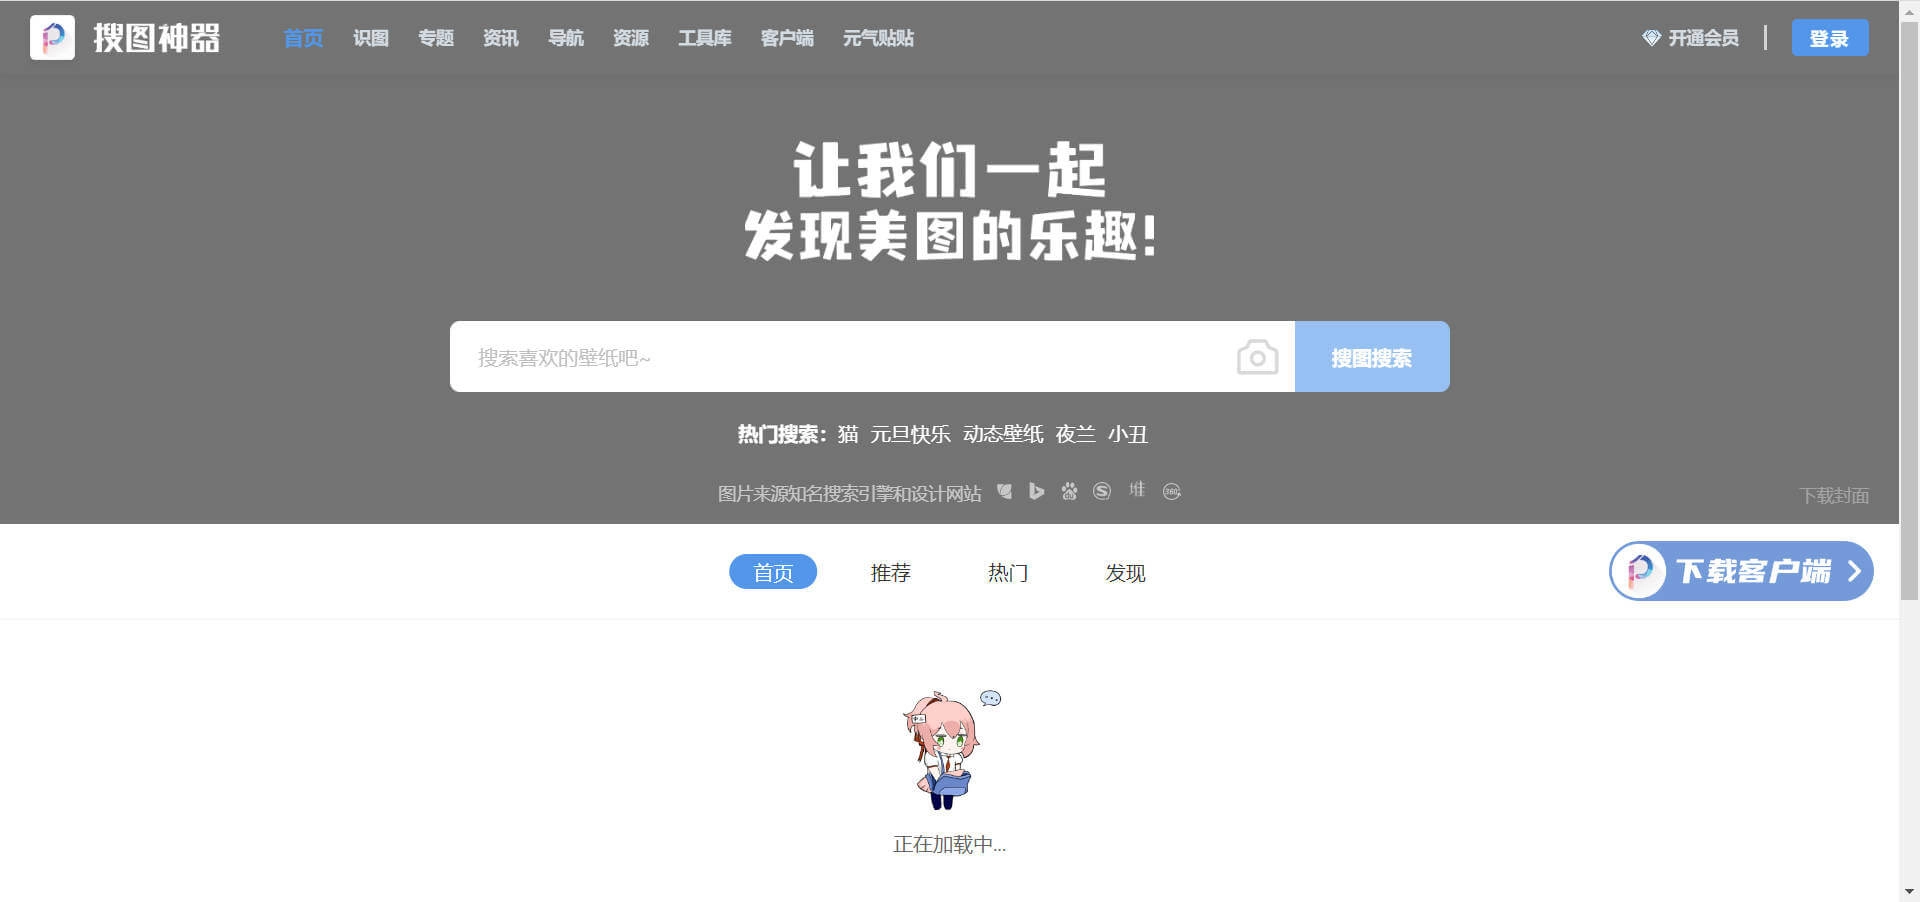 搜图神器 首页 识图 专题 资讯 导航 资源 工具库 客户端 元气贴贴 开通会员 登录
让我们一起
发现美图的乐趣!
搜索喜欢的壁纸吧~ 搜图搜索
热门搜索：猫 元旦快乐 动态壁纸 夜兰 小丑
图片来源知名搜索引擎和设计网站 堆 360 下载封面
首页 推荐 热门 发现 下载客户端
正在加载中...